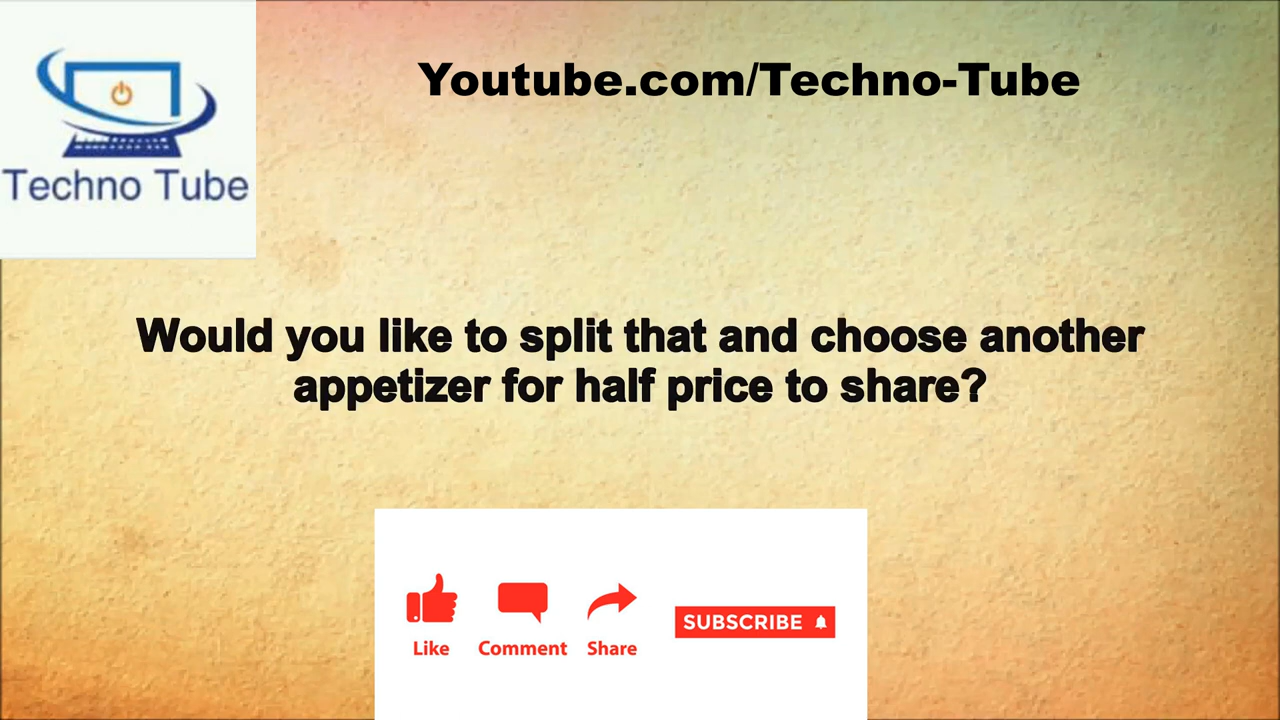 Youtube.com/Techno-Tube
Techno Tube
Would you like to split that and choose another
appetizer for half price to share?
Like Comment Share
SUBSCRIBE